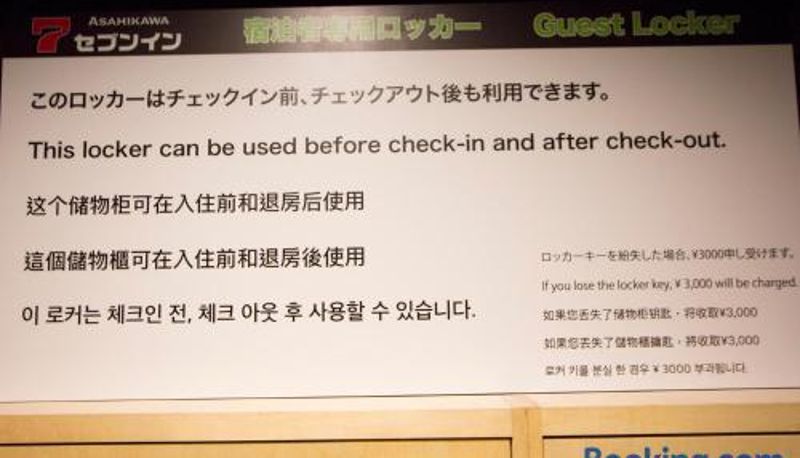 7 ASAHIKAWA
セブンイン
宿泊者専用ロッカー
Guest Locker
このロッカーはチェックイン前、チェックアウト後も利用できます。
This locker can be used before check-in and after check-out.
这个储物柜可在入住前和退房后使用
這個儲物櫃可在入住前和退房後使用
이 로커는 체크인 전, 체크 아웃 후 사용할 수 있습니다.
ロッカーキーを紛失した場合、¥3000申し受けます。
If you lose the locker key, ¥ 3,000 will be charged.
如果您丢失了储物柜钥匙，将收取¥3,000
如果您丟失了儲物櫃鑰匙，將收取¥3,000
로커 키를 분실 한 경우 ¥ 3000 부과됩니다.
Booking.com